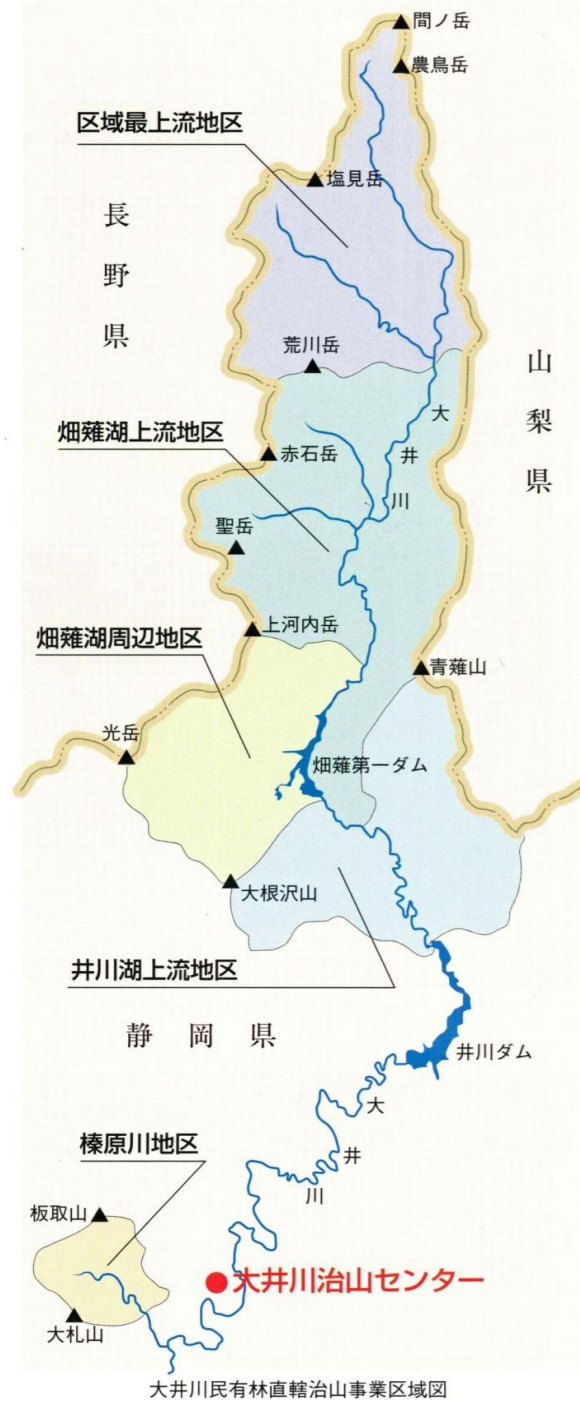 間ノ岳
農鳥岳
区域最上流地区
塩見岳
長野県
荒川岳
山梨県
大井川
畑薙湖上流地区
赤石岳
聖岳
上河内岳
畑薙湖周辺地区
青薙山
光岳
畑薙第一ダム
大根沢山
井川湖上流地区
静岡県
井川ダム
大井川
榛原川地区
板取山
大井川治山センター
大札山
大井川民有林直轄治山事業区域図